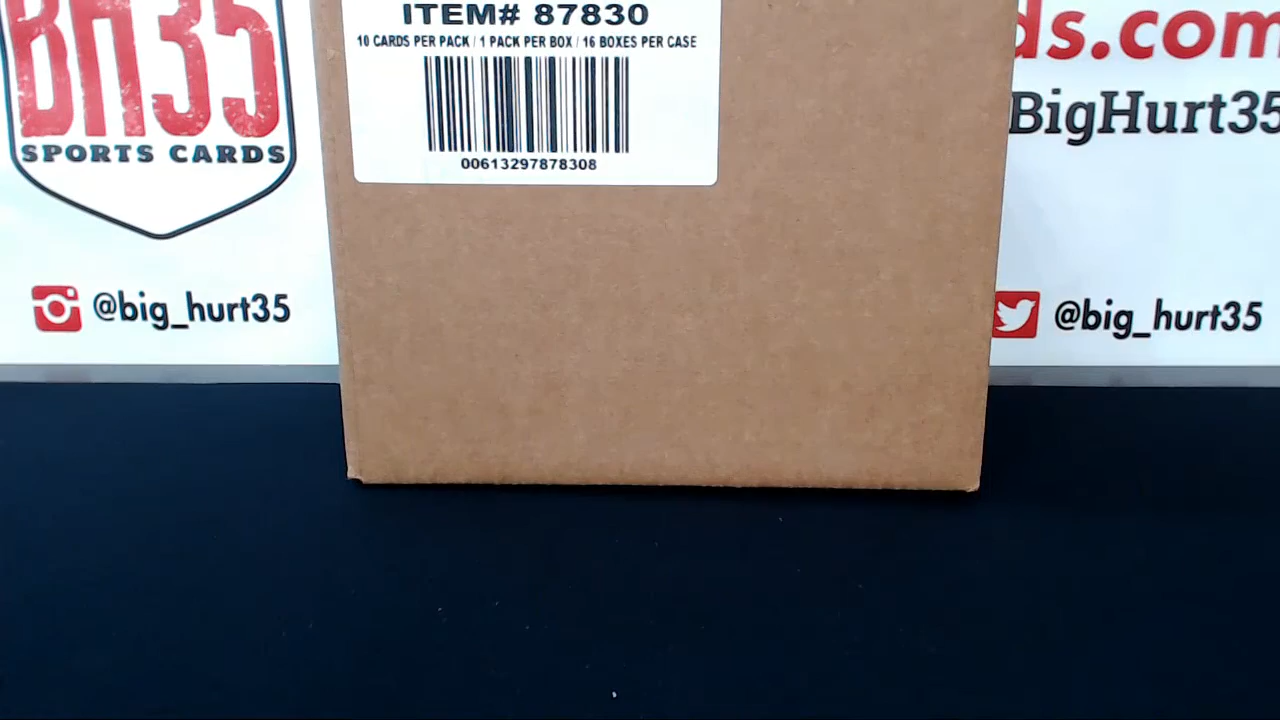 BH35
SPORTS CARDS
@big_hurt35
ITEM# 87830
10 CARDS PER PACK / 1 PACK PER BOX / 16 BOXES PER CASE
00613297878308
ds.com
BigHurt35
@big_hurt35